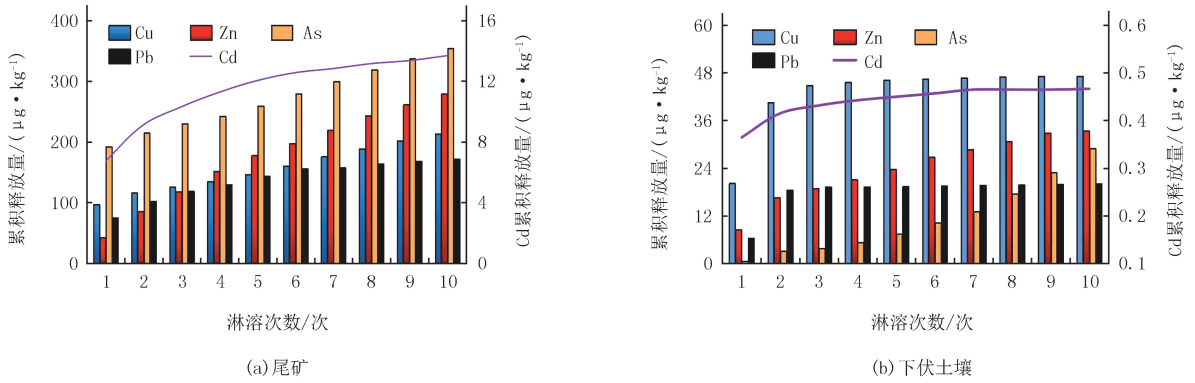 400
300
200
100
0
累积释放量/(μg·kg⁻¹)
Cu
Zn
As
Pb
Cd
16
12
8
4
0
Cd累积释放量/(μg·kg⁻¹)
1 2 3 4 5 6 7 8 9 10
淋溶次数/次
(a)尾矿
60
48
36
24
12
0
累积释放量/(μg·kg⁻¹)
Cu
Zn
As
Pb
Cd
0.6
0.5
0.4
0.3
0.2
0.1
Cd累积释放量/(μg·kg⁻¹)
1 2 3 4 5 6 7 8 9 10
淋溶次数/次
(b)下伏土壤